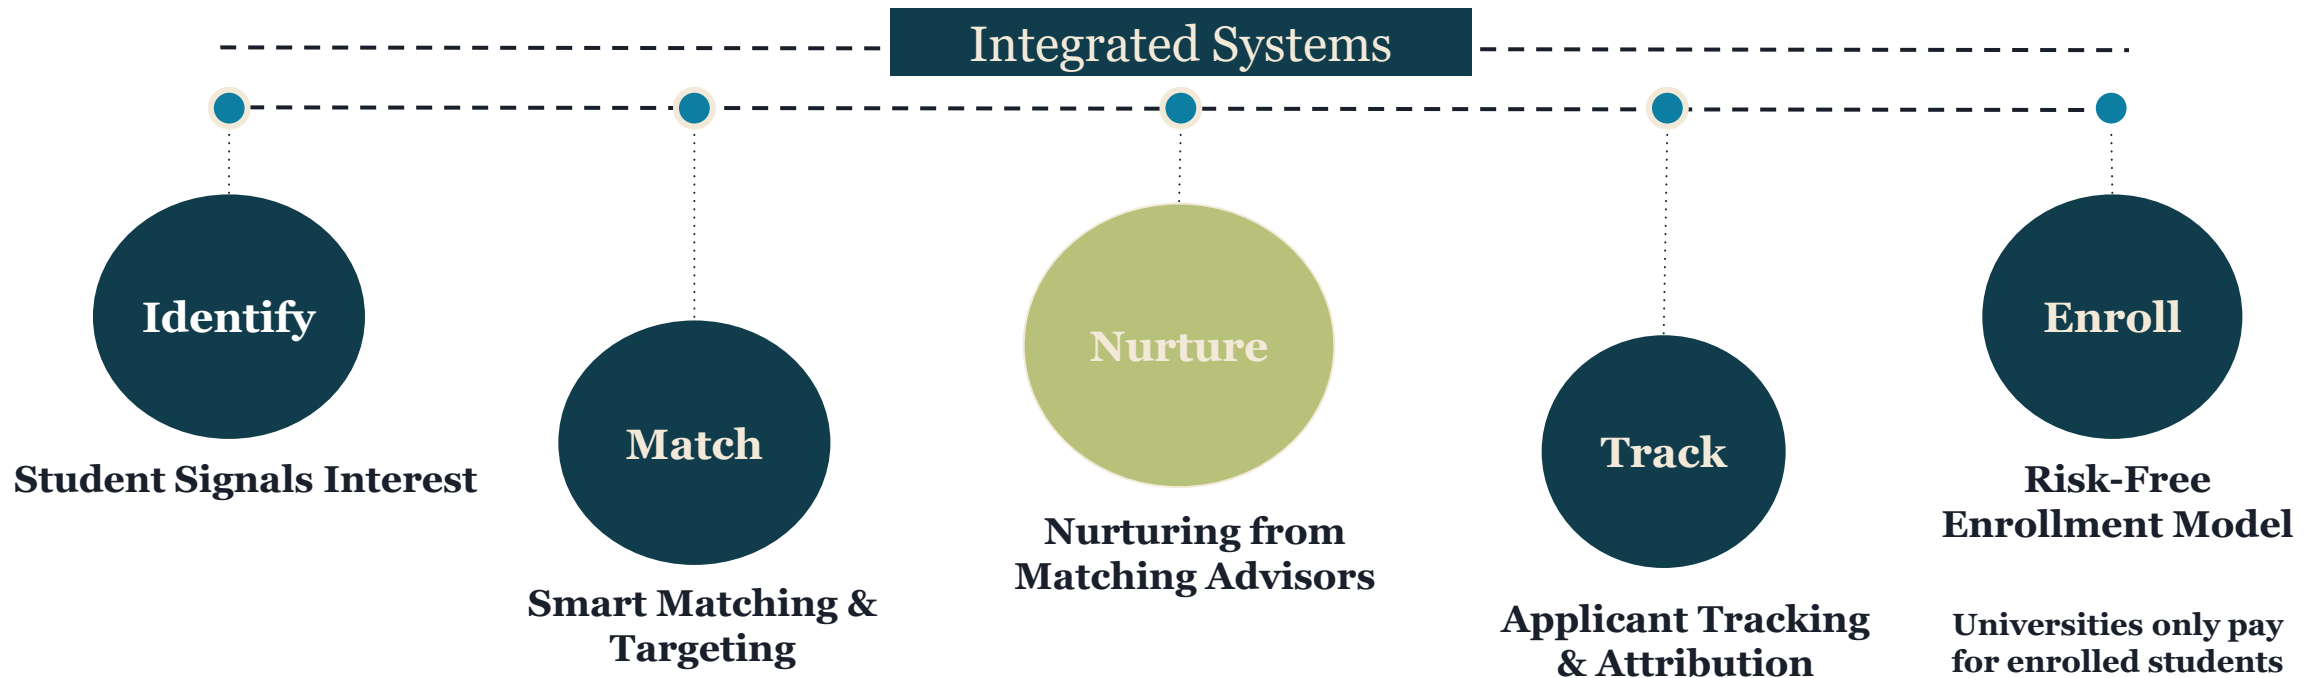 Integrated Systems
Identify
Student Signals Interest
Match
Smart Matching &
Targeting
Nurture
Nurturing from
Matching Advisors
Track
Applicant Tracking
& Attribution
Enroll
Risk-Free
Enrollment Model
Universities only pay
for enrolled students